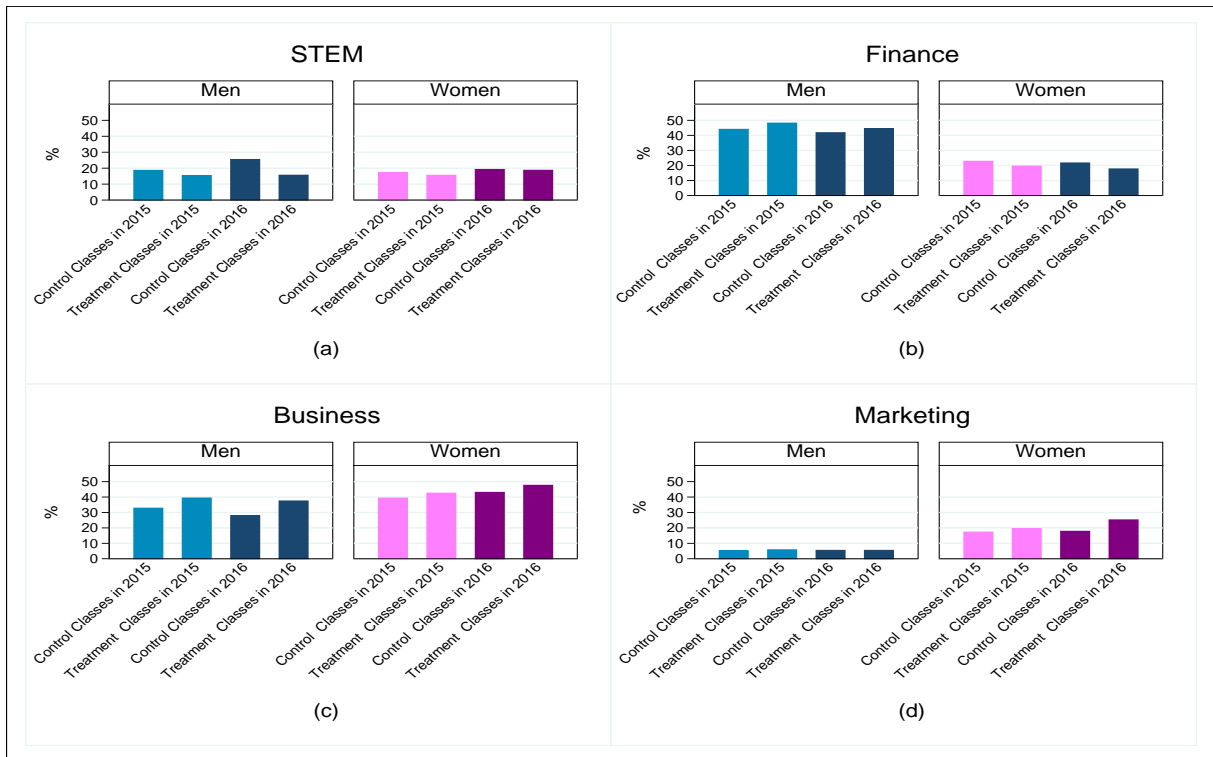 STEM
Men
Women
%
50
40
30
20
10
0
Control Classes in 2015
Treatment Classes in 2015
Control Classes in 2016
Treatment Classes in 2016
Control Classes in 2015
Treatment Classes in 2015
Control Classes in 2016
Treatment Classes in 2016
(a)
Finance
Men
Women
%
50
40
30
20
10
0
Control Classes in 2015
Treatmentl Classes in 2015
Control Classes in 2016
Treatment Classes in 2016
Control Classes in 2015
Treatment Classes in 2015
Control Classes in 2016
Treatment Classes in 2016
(b)
Business
Men
Women
%
50
40
30
20
10
0
Control Classes in 2015
Treatment Classes in 2015
Control Classes in 2016
Treatment Classes in 2016
Control Classes in 2015
Treatment Classes in 2015
Control Classes in 2016
Treatment Classes in 2016
(c)
Marketing
Men
Women
%
50
40
30
20
10
0
Control Classes in 2015
Treatment Classes in 2015
Control Classes in 2016
Treatment Classes in 2016
Control Classes in 2015
Treatment Classes in 2015
Control Classes in 2016
Treatment Classes in 2016
(d)